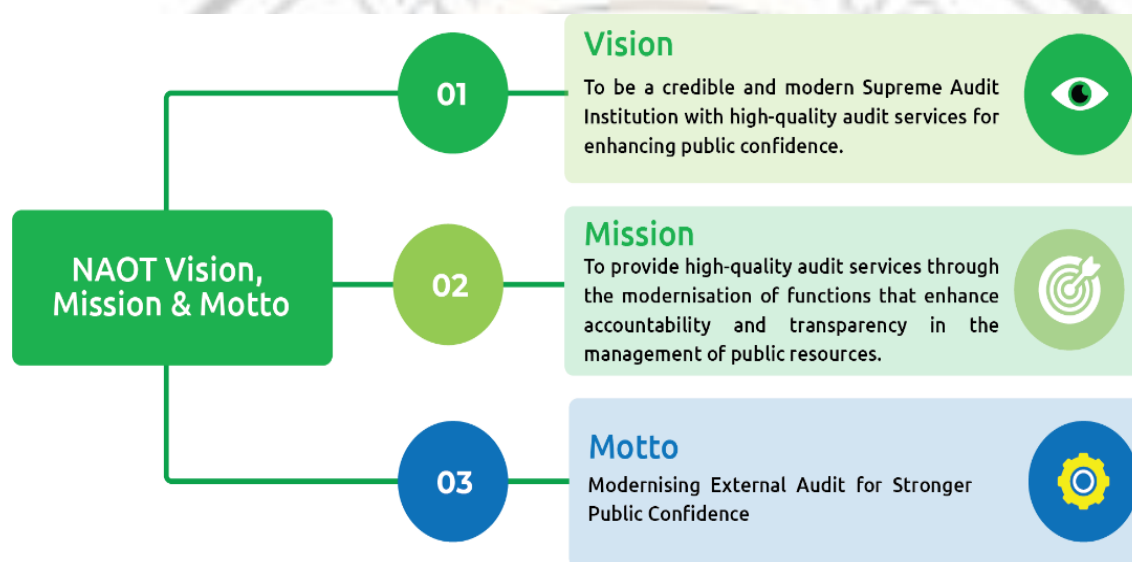 NAOT Vision,
Mission & Motto
01
Vision
To be a credible and modern Supreme Audit
Institution with high-quality audit services for
enhancing public confidence.
02
Mission
To provide high-quality audit services through
the modernisation of functions that enhance
accountability and transparency in the
management of public resources.
03
Motto
Modernising External Audit for Stronger
Public Confidence